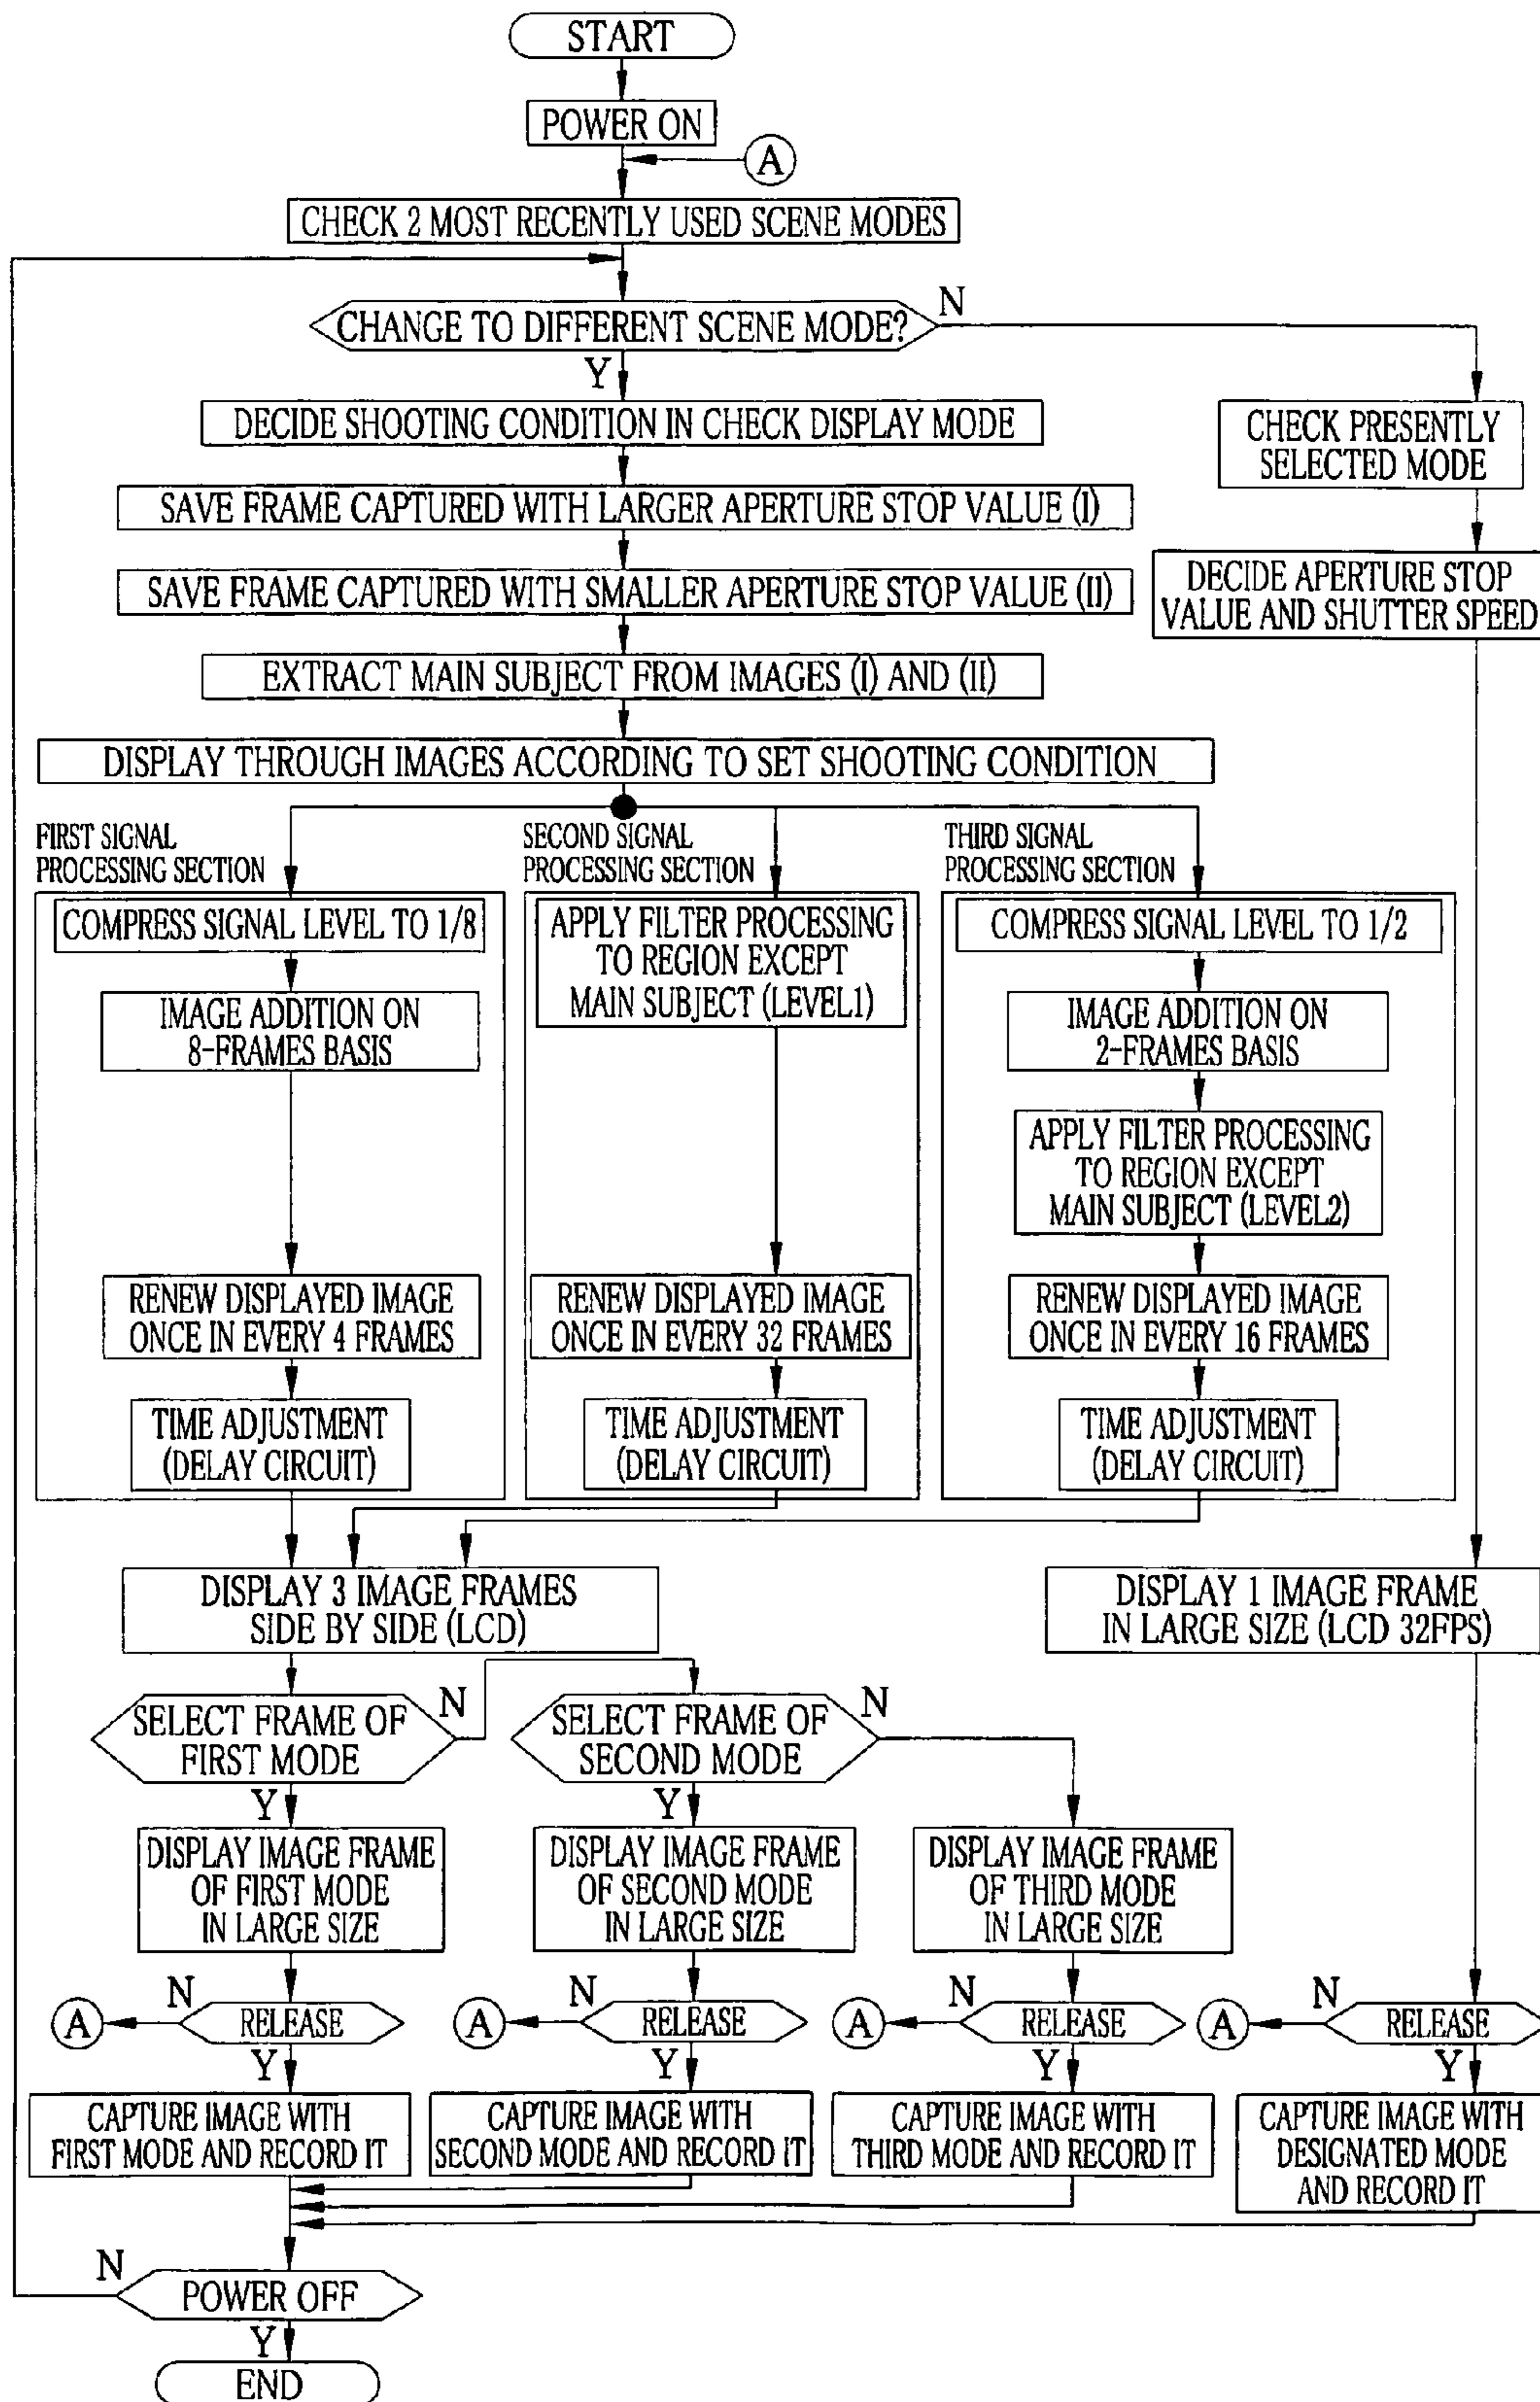 START
POWER ON
A
CHECK 2 MOST RECENTLY USED SCENE MODES
CHANGE TO DIFFERENT SCENE MODE?
N
Y
DECIDE SHOOTING CONDITION IN CHECK DISPLAY MODE
CHECK PRESENTLY
SELECTED MODE
SAVE FRAME CAPTURED WITH LARGER APERTURE STOP VALUE (I)
SAVE FRAME CAPTURED WITH SMALLER APERTURE STOP VALUE (II)
DECIDE APERTURE STOP
VALUE AND SHUTTER SPEED
EXTRACT MAIN SUBJECT FROM IMAGES (I) AND (II)
DISPLAY THROUGH IMAGES ACCORDING TO SET SHOOTING CONDITION
FIRST SIGNAL
PROCESSING SECTION
COMPRESS SIGNAL LEVEL TO 1/8
IMAGE ADDITION ON
8-FRAMES BASIS
RENEW DISPLAYED IMAGE
ONCE IN EVERY 4 FRAMES
TIME ADJUSTMENT
(DELAY CIRCUIT)
SECOND SIGNAL
PROCESSING SECTION
APPLY FILTER PROCESSING
TO REGION EXCEPT
MAIN SUBJECT (LEVEL1)
RENEW DISPLAYED IMAGE
ONCE IN EVERY 32 FRAMES
TIME ADJUSTMENT
(DELAY CIRCUIT)
THIRD SIGNAL
PROCESSING SECTION
COMPRESS SIGNAL LEVEL TO 1/2
IMAGE ADDITION ON
2-FRAMES BASIS
APPLY FILTER PROCESSING
TO REGION EXCEPT
MAIN SUBJECT (LEVEL2)
RENEW DISPLAYED IMAGE
ONCE IN EVERY 16 FRAMES
TIME ADJUSTMENT
(DELAY CIRCUIT)
DISPLAY 3 IMAGE FRAMES
SIDE BY SIDE (LCD)
DISPLAY 1 IMAGE FRAME
IN LARGE SIZE (LCD 32FPS)
SELECT FRAME OF
FIRST MODE
N
Y
SELECT FRAME OF
SECOND MODE
N
Y
DISPLAY IMAGE FRAME
OF FIRST MODE
IN LARGE SIZE
DISPLAY IMAGE FRAME
OF SECOND MODE
IN LARGE SIZE
DISPLAY IMAGE FRAME
OF THIRD MODE
IN LARGE SIZE
A
N
RELEASE
Y
A
N
RELEASE
Y
A
N
RELEASE
Y
A
N
RELEASE
Y
CAPTURE IMAGE WITH
FIRST MODE AND RECORD IT
CAPTURE IMAGE WITH
SECOND MODE AND RECORD IT
CAPTURE IMAGE WITH
THIRD MODE AND RECORD IT
CAPTURE IMAGE WITH
DESIGNATED MODE
AND RECORD IT
N
POWER OFF
Y
END